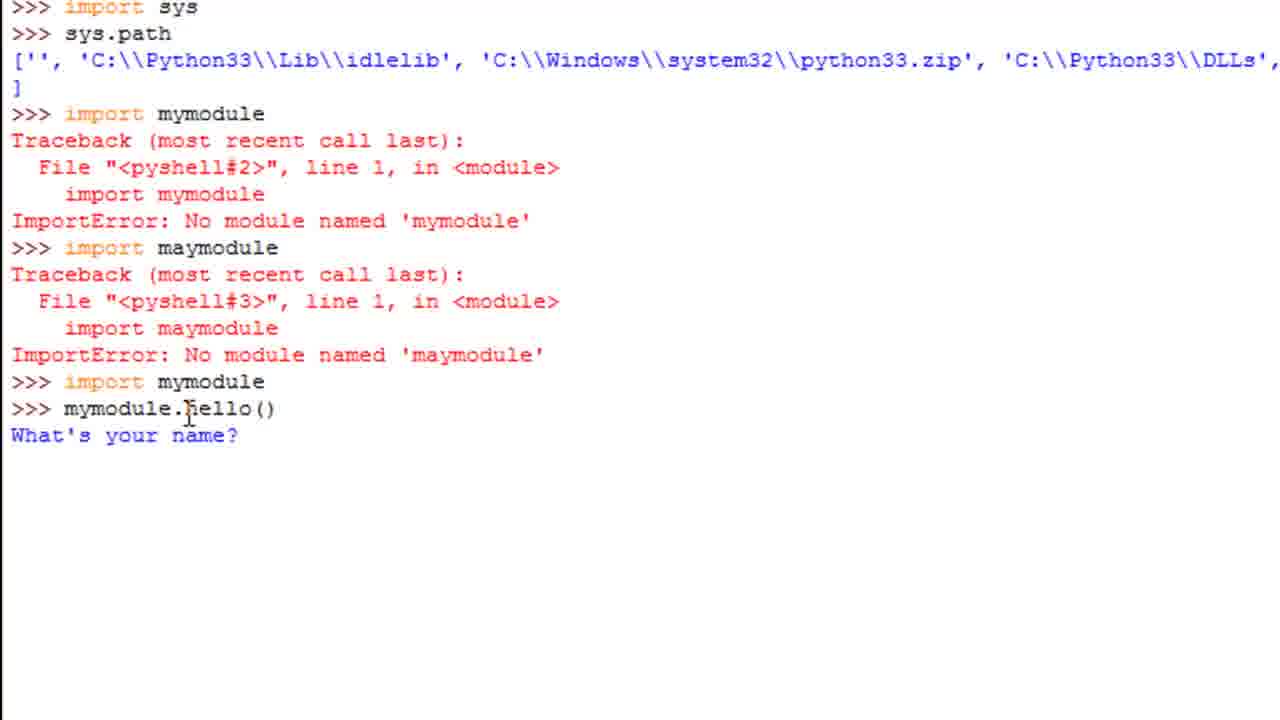 >>> import sys
>>> sys.path
['', 'C:\\Python33\\Lib\\idlelib', 'C:\\Windows\\system32\\python33.zip', 'C:\\Python33\\DLLs',
]
>>> import mymodule
Traceback (most recent call last):
  File "<pyshell#2>", line 1, in <module>
    import mymodule
ImportError: No module named 'mymodule'
>>> import maymodule
Traceback (most recent call last):
  File "<pyshell#3>", line 1, in <module>
    import maymodule
ImportError: No module named 'maymodule'
>>> import mymodule
>>> mymodule.hello()
What's your name?